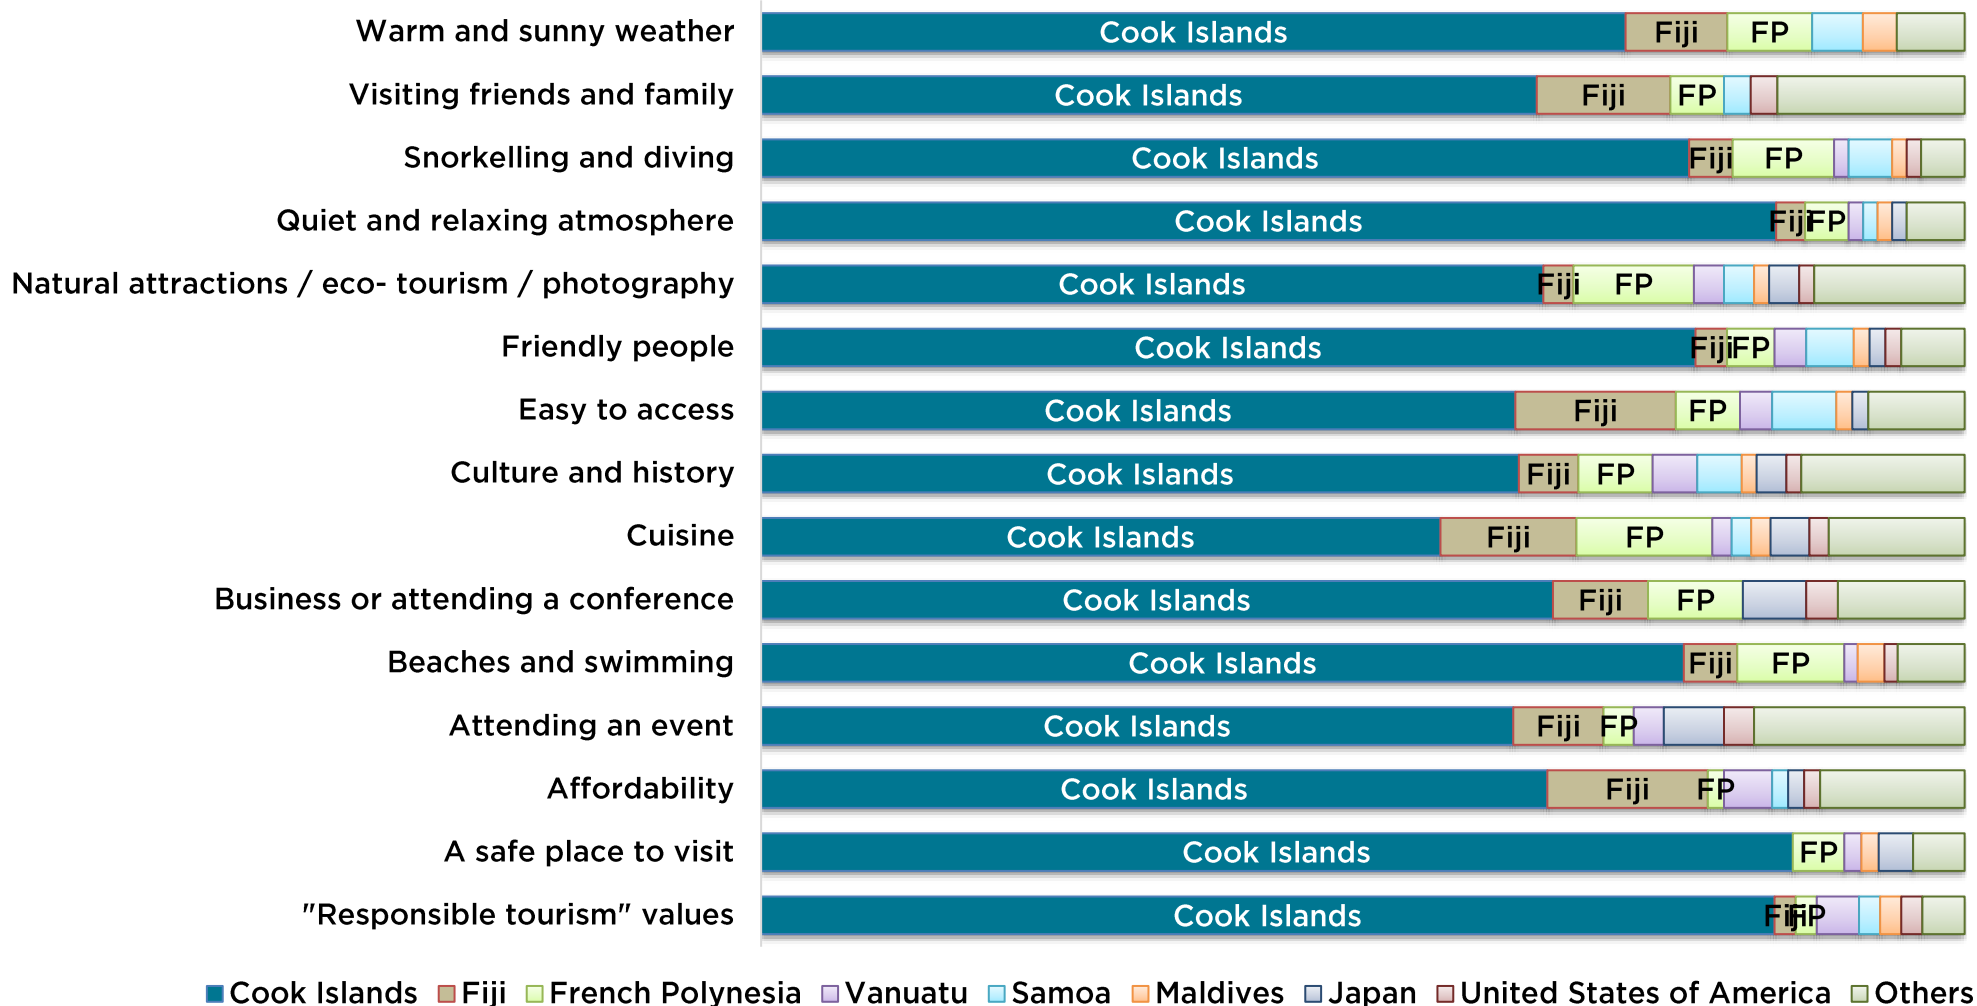 Warm and sunny weather Cook Islands Fiji FP
Visiting friends and family Cook Islands Fiji FP
Snorkelling and diving Cook Islands Fiji FP
Quiet and relaxing atmosphere Cook Islands Fiji FP
Natural attractions / eco- tourism / photography Cook Islands Fiji FP
Friendly people Cook Islands Fiji FP
Easy to access Cook Islands Fiji FP
Culture and history Cook Islands Fiji FP
Cuisine Cook Islands Fiji FP
Business or attending a conference Cook Islands Fiji FP
Beaches and swimming Cook Islands Fiji FP
Attending an event Cook Islands Fiji FP
Affordability Cook Islands Fiji FP
A safe place to visit Cook Islands FP
"Responsible tourism" values Cook Islands Fiji FP
Cook Islands Fiji French Polynesia Vanuatu Samoa Maldives Japan United States of America Others